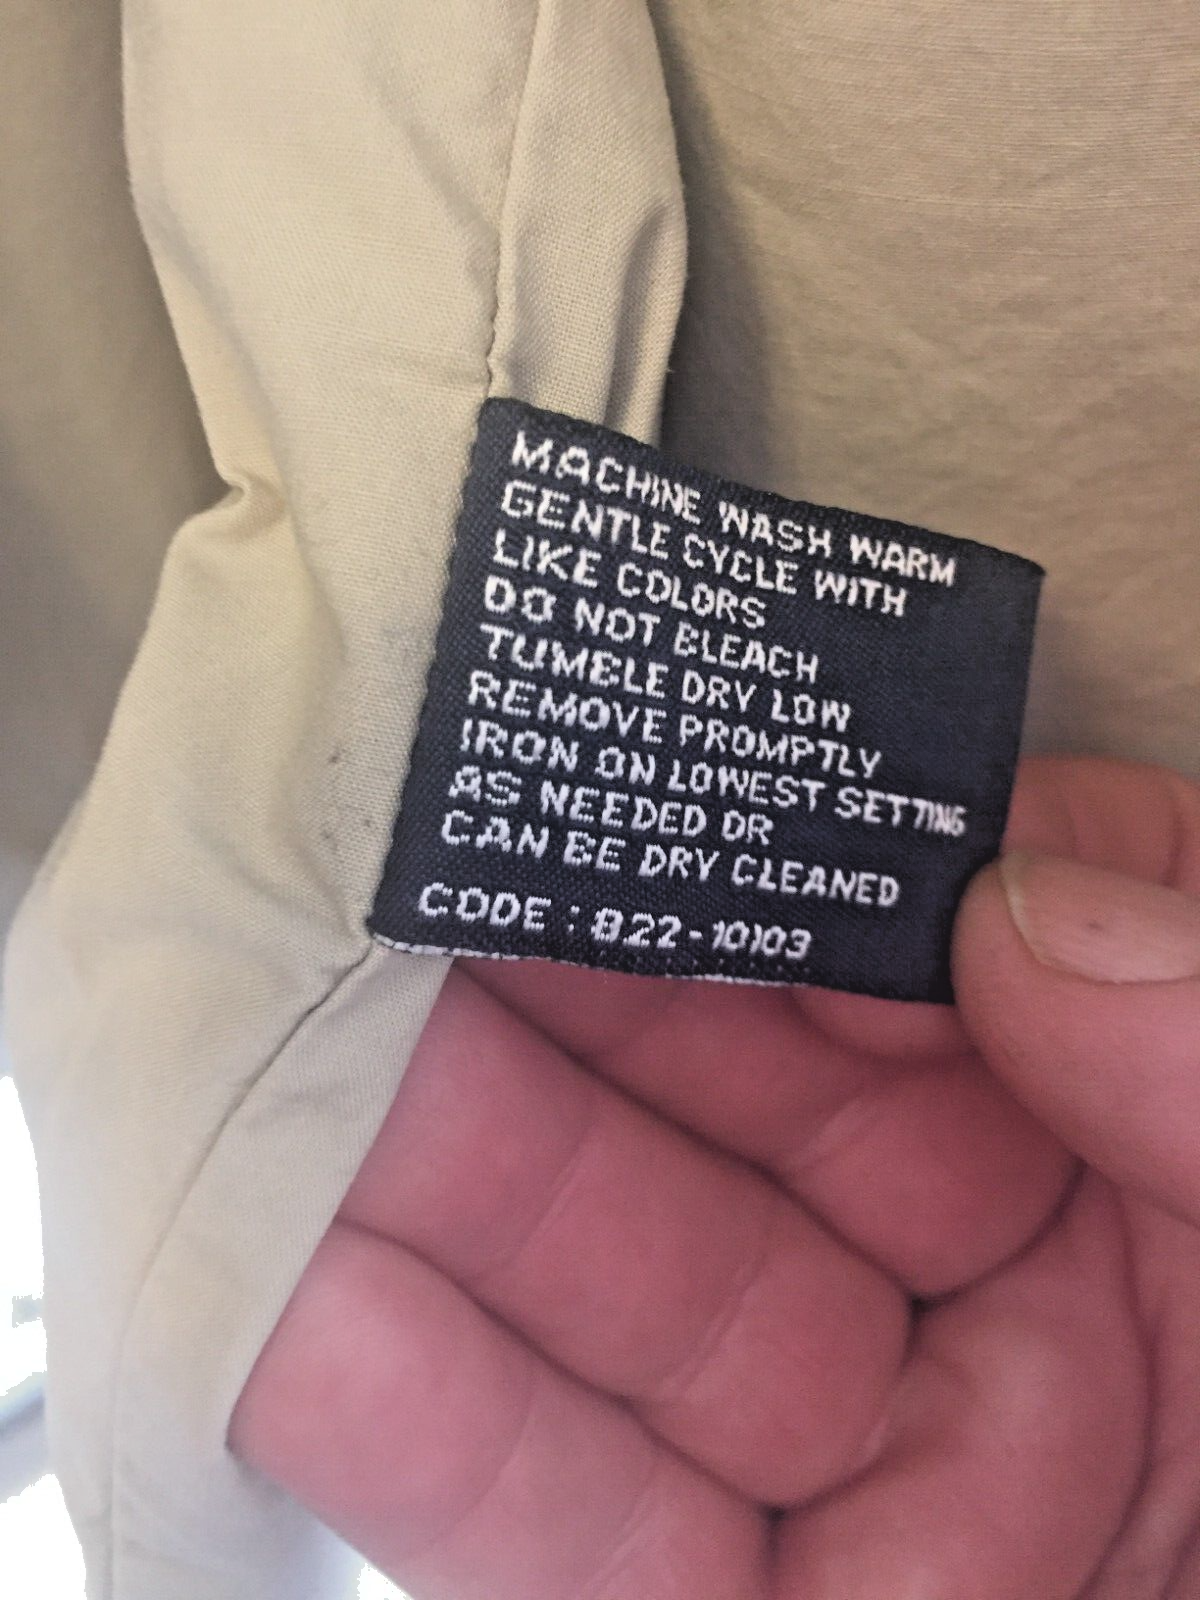 MACHINE WASH WARM
GENTLE CYCLE WITH
LIKE COLORS
DO NOT BLEACH
TUMBLE DRY LOW
REMOVE PROMPTLY
IRON ON LOWEST SETTING
AS NEEDED OR
CAN BE DRY CLEANED
CODE : B22-10103